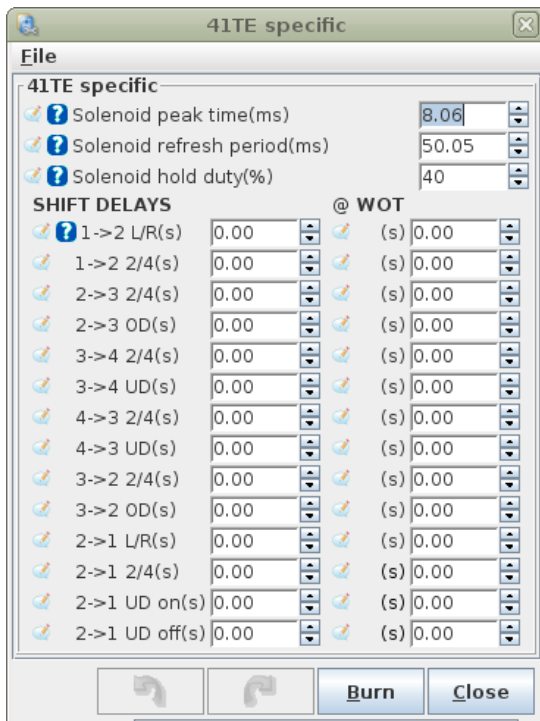 41TE specific
File
41TE specific
? Solenoid peak time(ms) 8.06
? Solenoid refresh period(ms) 50.05
? Solenoid hold duty(%) 40
SHIFT DELAYS @ WOT
? 1->2 L/R(s) 0.00 (s) 0.00
1->2 2/4(s) 0.00 (s) 0.00
2->3 2/4(s) 0.00 (s) 0.00
2->3 OD(s) 0.00 (s) 0.00
3->4 2/4(s) 0.00 (s) 0.00
3->4 UD(s) 0.00 (s) 0.00
4->3 2/4(s) 0.00 (s) 0.00
4->3 UD(s) 0.00 (s) 0.00
3->2 2/4(s) 0.00 (s) 0.00
3->2 OD(s) 0.00 (s) 0.00
2->1 L/R(s) 0.00 (s) 0.00
2->1 2/4(s) 0.00 (s) 0.00
2->1 UD on(s) 0.00 (s) 0.00
2->1 UD off(s) 0.00 (s) 0.00
Burn Close